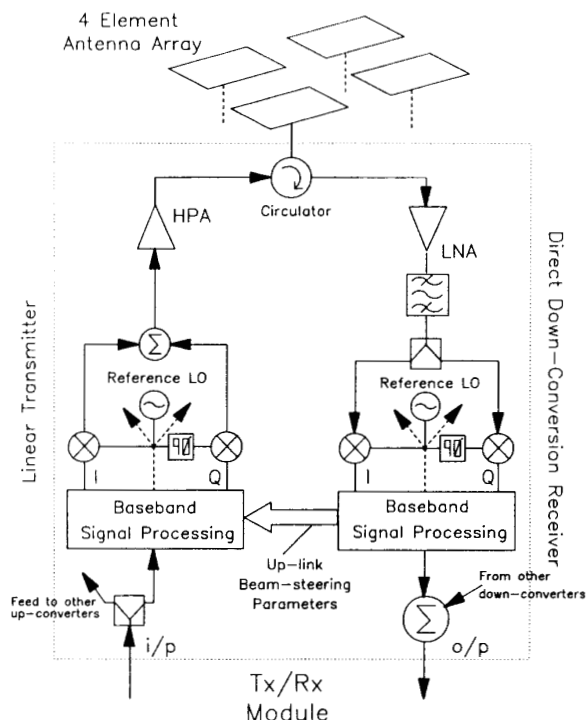 4 Element
Antenna Array
HPA
Circulator
LNA
Linear Transmitter
Direct Down-Conversion Receiver
Σ
Reference LO
Reference LO
90
90
I
Q
I
Q
Baseband
Signal Processing
Baseband
Signal Processing
Up-link
Beam-steering
Parameters
Feed to other
up-converters
From other
down-converters
Σ
i/p
o/p
Tx/Rx
Module